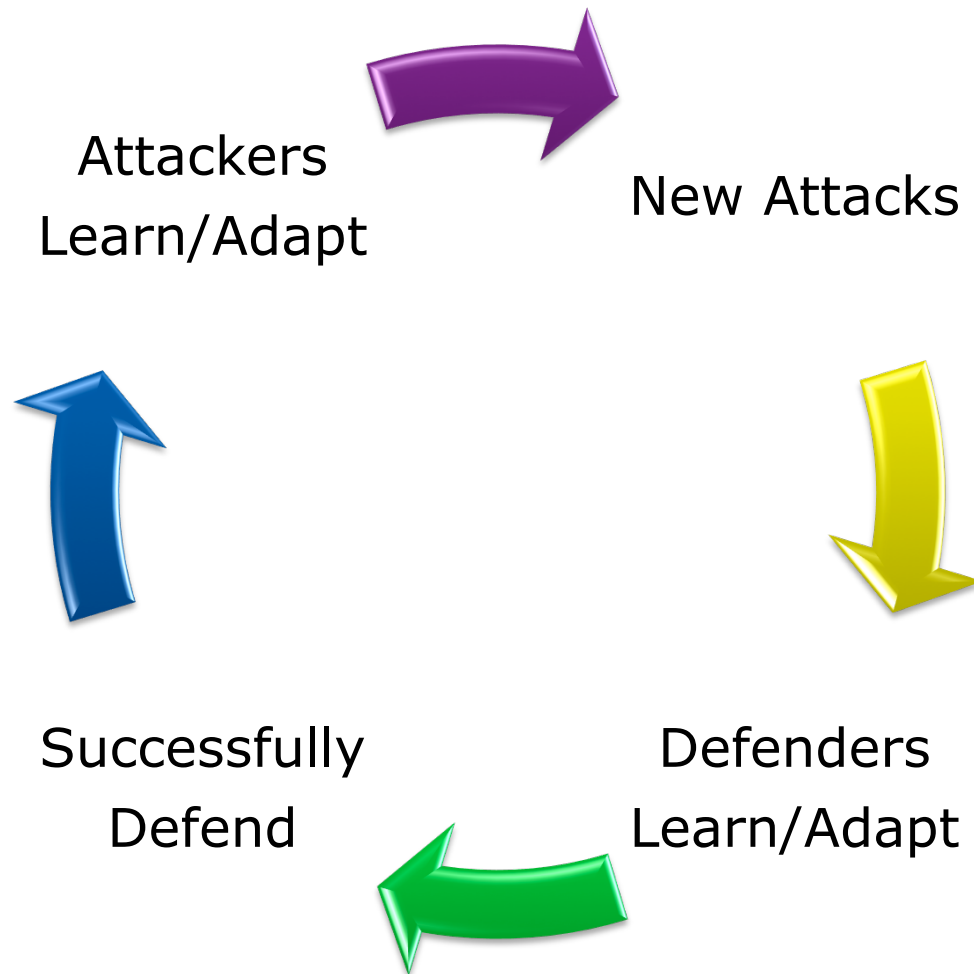 Attackers
Learn/Adapt
New Attacks
Successfully
Defend
Defenders
Learn/Adapt